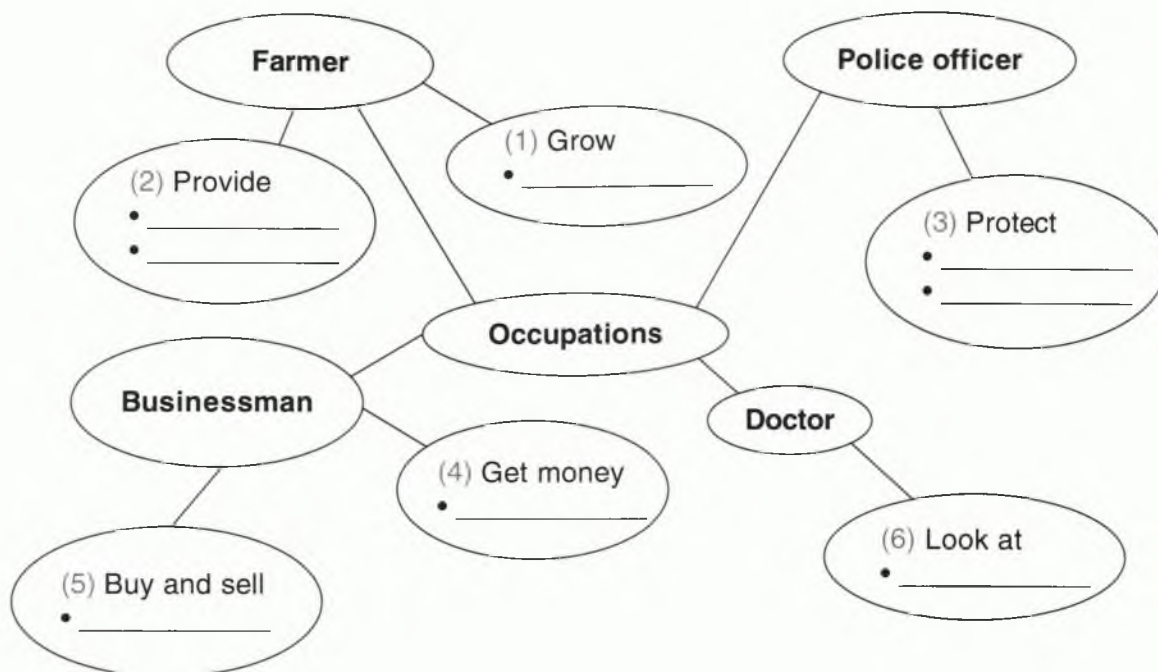 Farmer
Police officer
(1) Grow
•
(2) Provide
•
•
(3) Protect
•
•
Occupations
Businessman
Doctor
(4) Get money
•
(5) Buy and sell
•
(6) Look at
•